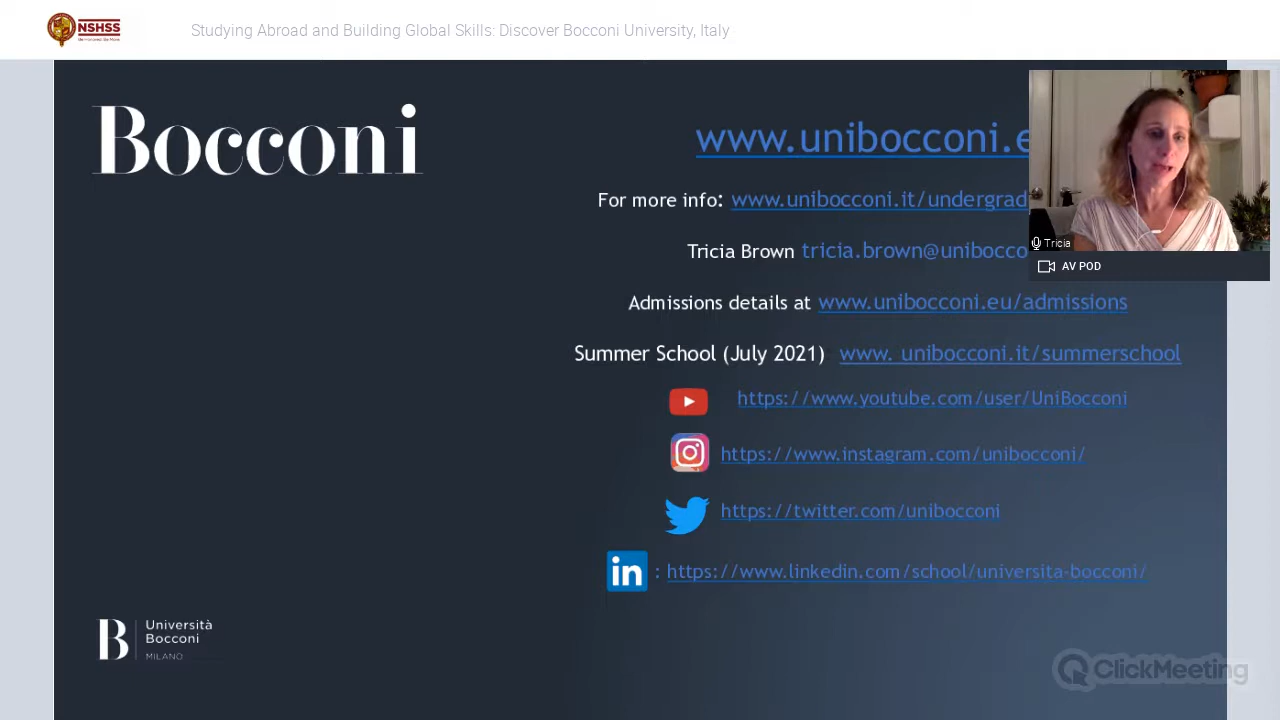 NSHSS
Studying Abroad and Building Global Skills: Discover Bocconi University, Italy
Bocconi
www.unibocconi.e
For more info: www.unibocconi.it/undergrad
Tricia Brown tricia.brown@unibocco
Tricia
AV POD
Admissions details at www.unibocconi.eu/admissions
Summer School (July 2021) www. unibocconi.it/summerschool
https://www.youtube.com/user/UniBocconi
https://www.instagram.com/unibocconi/
https://twitter.com/unibocconi
in : https://www.linkedin.com/school/universita-bocconi/
B
Università
Bocconi
MILANO
ClickMeeting